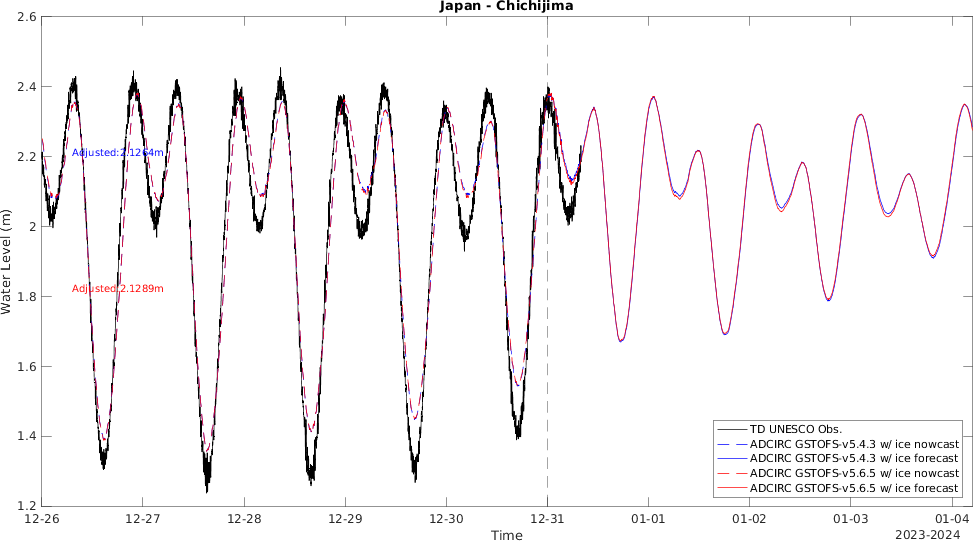 Japan - Chichijima
2.6
2.4
2.2
2
1.8
1.6
1.4
1.2
Water Level (m)
Adjusted:2.1264m
Adjusted:2.1289m
TD UNESCO Obs.
ADCIRC GSTOFS-v5.4.3 w/ ice nowcast
ADCIRC GSTOFS-v5.4.3 w/ ice forecast
ADCIRC GSTOFS-v5.6.5 w/ ice nowcast
ADCIRC GSTOFS-v5.6.5 w/ ice forecast
12-26 12-27 12-28 12-29 12-30 12-31 01-01 01-02 01-03 01-04
Time
2023-2024